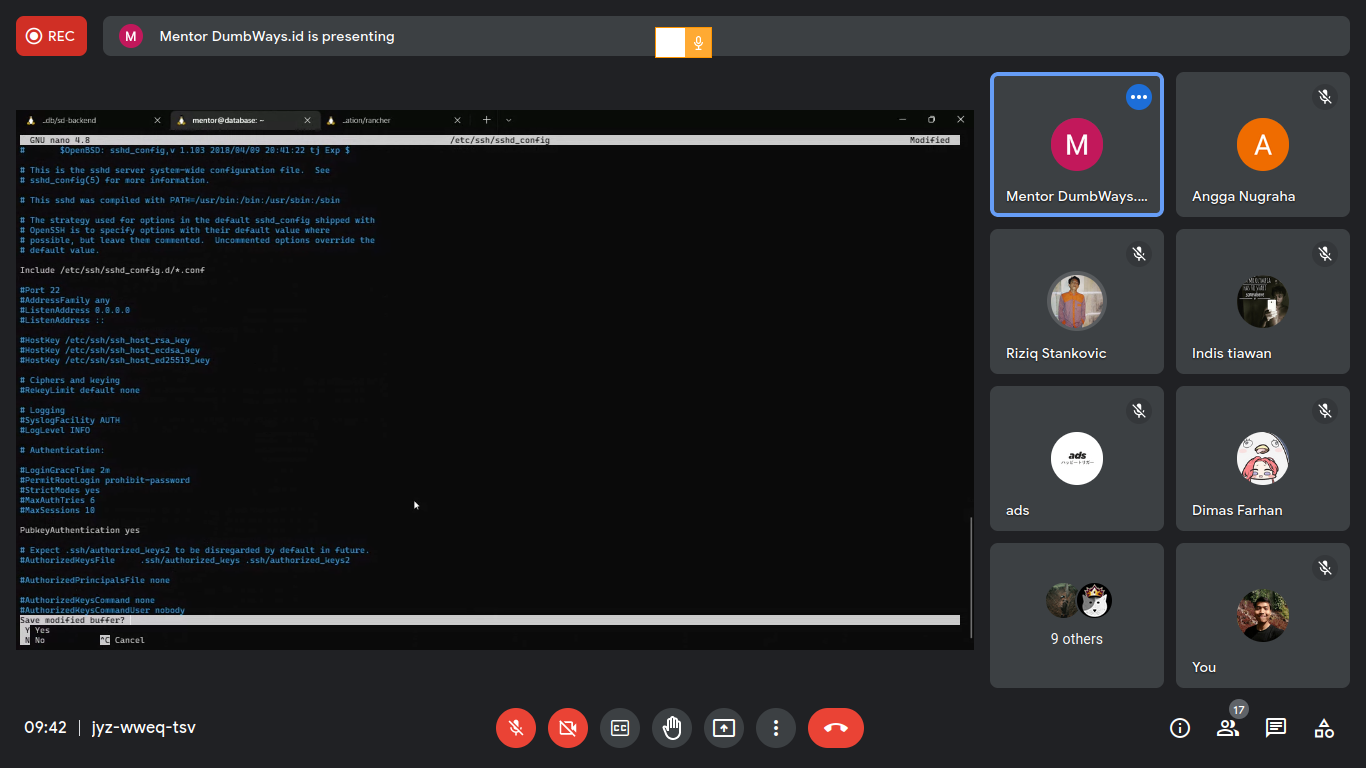 REC
M
Mentor DumbWays.id is presenting
_db/sd-backend
mentor@database: ~
_ation/rancher
GNU nano 4.8
/etc/ssh/sshd_config
Modified
# $OpenBSD: sshd_config,v 1.103 2018/04/09 20:41:22 tj Exp $
# This is the sshd server system-wide configuration file. See
# sshd_config(5) for more information.
# This sshd was compiled with PATH=/usr/bin:/bin:/usr/sbin:/sbin
# The strategy used for options in the default sshd_config shipped with
# OpenSSH is to specify options with their default value where
# possible, but leave them commented. Uncommented options override the
# default value.
Include /etc/ssh/sshd_config.d/*.conf
#Port 22
#AddressFamily any
#ListenAddress 0.0.0.0
#ListenAddress ::
#HostKey /etc/ssh/ssh_host_rsa_key
#HostKey /etc/ssh/ssh_host_ecdsa_key
#HostKey /etc/ssh/ssh_host_ed25519_key
# Ciphers and keying
#RekeyLimit default none
# Logging
#SyslogFacility AUTH
#LogLevel INFO
# Authentication:
#LoginGraceTime 2m
#PermitRootLogin prohibit-password
#StrictModes yes
#MaxAuthTries 6
#MaxSessions 10
PubkeyAuthentication yes
# Expect .ssh/authorized_keys2 to be disregarded by default in future.
#AuthorizedKeysFile .ssh/authorized_keys .ssh/authorized_keys2
#AuthorizedPrincipalsFile none
#AuthorizedKeysCommand none
#AuthorizedKeysCommandUser nobody
Save modified buffer?
Y Yes
N No ^C Cancel
M
Mentor DumbWays....
A
Angga Nugraha
Riziq Stankovic
Indis tiawan
ads
ads
Dimas Farhan
9 others
You
09:42 | jyz-wweq-tsv
CC
17